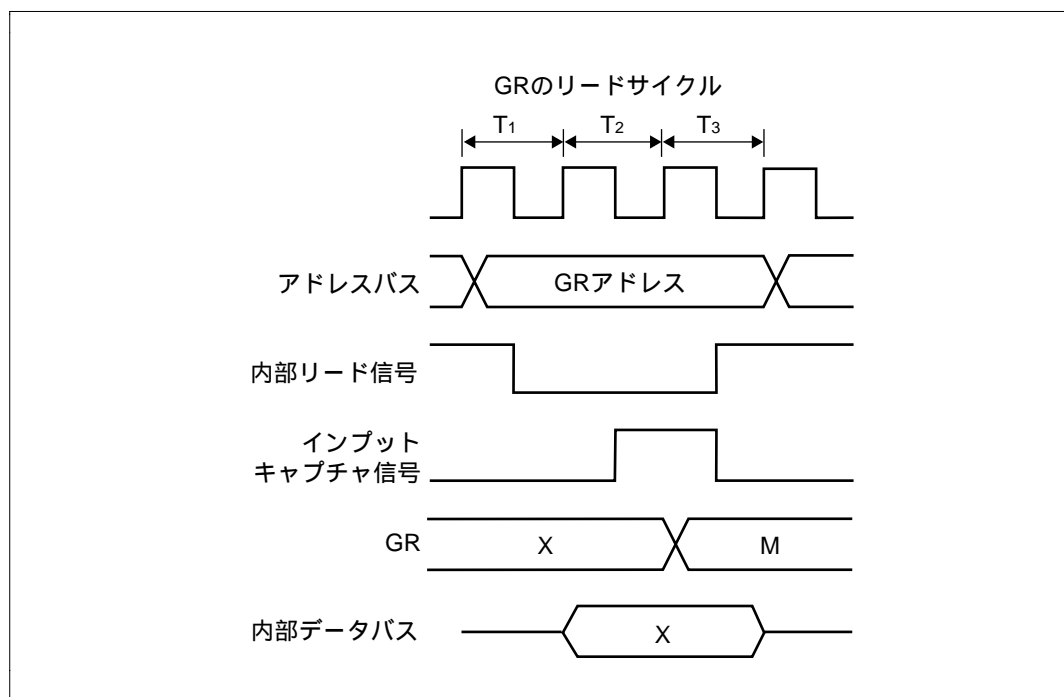 GRのリードサイクル
T1 T2 T3
アドレスバス GRアドレス
内部リード信号
インプット
キャプチャ信号
GR X M
内部データバス X